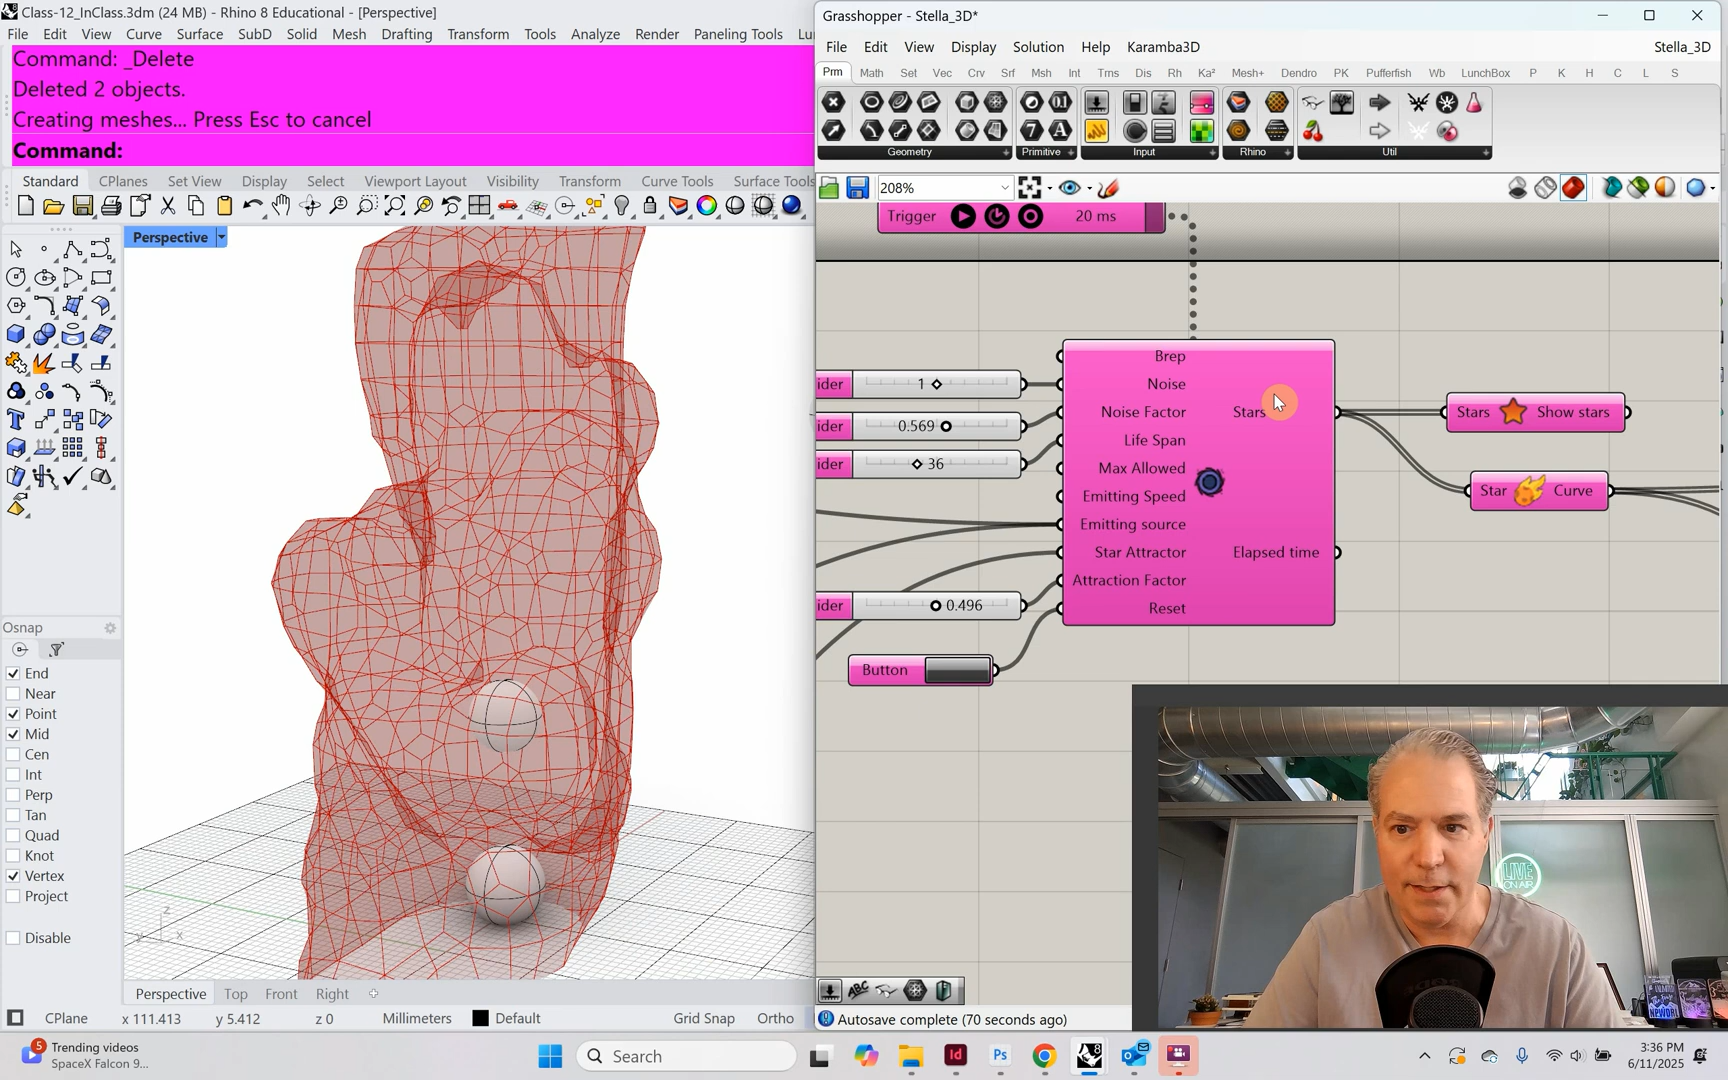 Class-12_InClass.3dm (24 MB) - Rhino 8 Educational - [Perspective]
File Edit View Curve Surface SubD Solid Mesh Drafting Transform Tools Analyze Render Paneling Tools
Command: _Delete
Deleted 2 objects.
Creating meshes... Press Esc to cancel
Command:
Standard CPlanes Set View Display Select Viewport Layout Visibility Transform Curve Tools Surface Tools
Perspective
Osnap
End
Near
Point
Mid
Cen
Int
Perp
Tan
Quad
Knot
Vertex
Project
Disable
z
x
Perspective Top Front Right
CPlane x 111.413 y 5.412 z 0 Millimeters Default Grid Snap Ortho
Grasshopper - Stella_3D*
File Edit View Display Solution Help Karamba3D Stella_3D
Prm Math Set Vec Crv Srf Msh Int Trns Dis Rh Ka² Mesh+ Dendro PK Pufferfish Wb LunchBox P K H C L S
Geometry Primitive Input Rhino Util
208%
Trigger 20 ms
Brep
ider 1 Noise
ider 0.569 Noise Factor Stars
ider 36 Life Span
Max Allowed
Emitting Speed
Emitting source
Star Attractor Elapsed time
Attraction Factor
ider 0.496 Reset
Button
Stars Show stars
Star Curve
LIVE
ON AIR
Autosave complete (70 seconds ago)
5 Trending videos
SpaceX Falcon 9...
Search
3:36 PM
6/11/2025